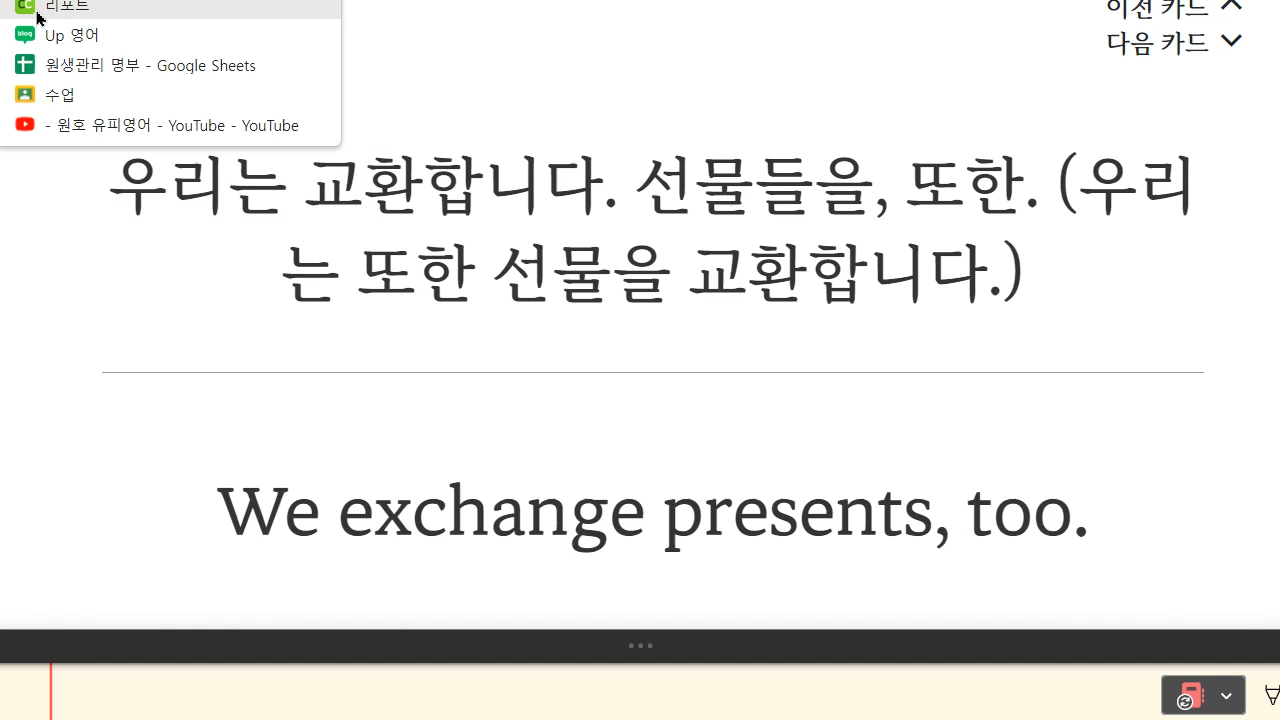 리포트
Up 영어
원생관리 명부 - Google Sheets
수업
- 원호 유피영어 - YouTube - YouTube
이전 카드
다음 카드
우리는 교환합니다. 선물들을, 또한. (우리
는 또한 선물을 교환합니다.)
We exchange presents, too.